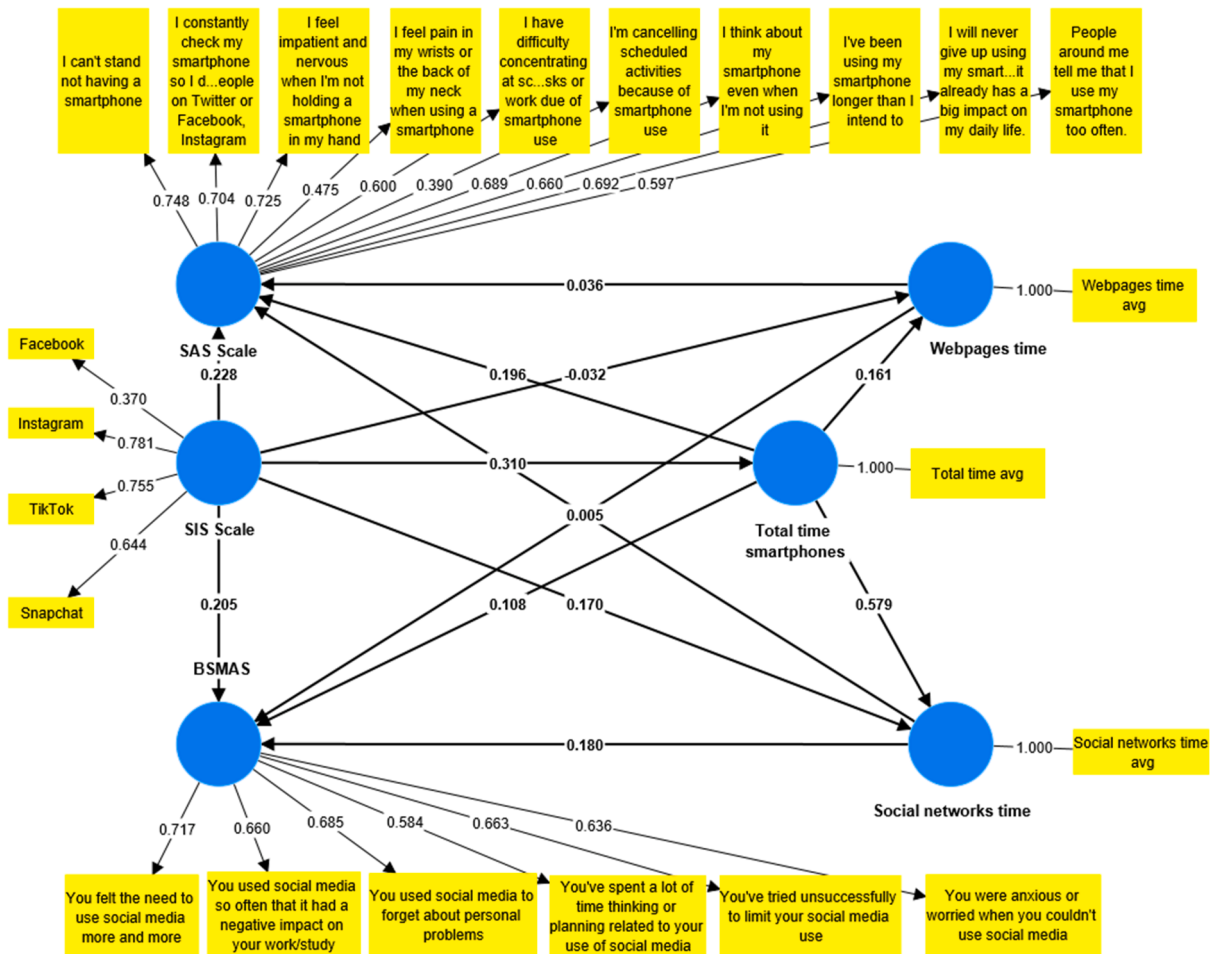 I can't stand
not having a
smartphone
I constantly
check my
smartphone
so I d...eople
on Twitter or
Facebook,
Instagram
I feel
impatient and
nervous
when I'm not
holding a
smartphone
in my hand
I feel pain in
my wrists or
the back of
my neck
when using a
smartphone
I have
difficulty
concentrating
at sc...sks or
work due of
smartphone
use
I'm cancelling
scheduled
activities
because of
smartphone
use
I think about
my
smartphone
even when
I'm not using
it
I've been
using my
smartphone
longer than I
intend to
I will never
give up using
my smart...it
already has a
big impact on
my daily life.
People
around me
tell me that I
use my
smartphone
too often.
0.748
0.704
0.725
0.475
0.600
0.390
0.689
0.660
0.692
0.597
0.036
1.000
Webpages time
avg
SAS Scale
Webpages time
Facebook
0.228
0.196
-0.032
0.161
0.370
Instagram
0.781
0.310
1.000
Total time avg
0.755
TikTok
SIS Scale
0.005
Total time
smartphones
0.644
Snapchat
0.205
0.108
0.170
0.579
BSMAS
0.180
1.000
Social networks time
avg
Social networks time
0.717
0.660
0.685
0.584
0.663
0.636
You felt the need to
use social media
more and more
You used social media
so often that it had a
negative impact on
your work/study
You used social media to
forget about personal
problems
You've spent a lot of
time thinking or
planning related to your
use of social media
You've tried unsuccessfully
to limit your social media
use
You were anxious or
worried when you couldn't
use social media